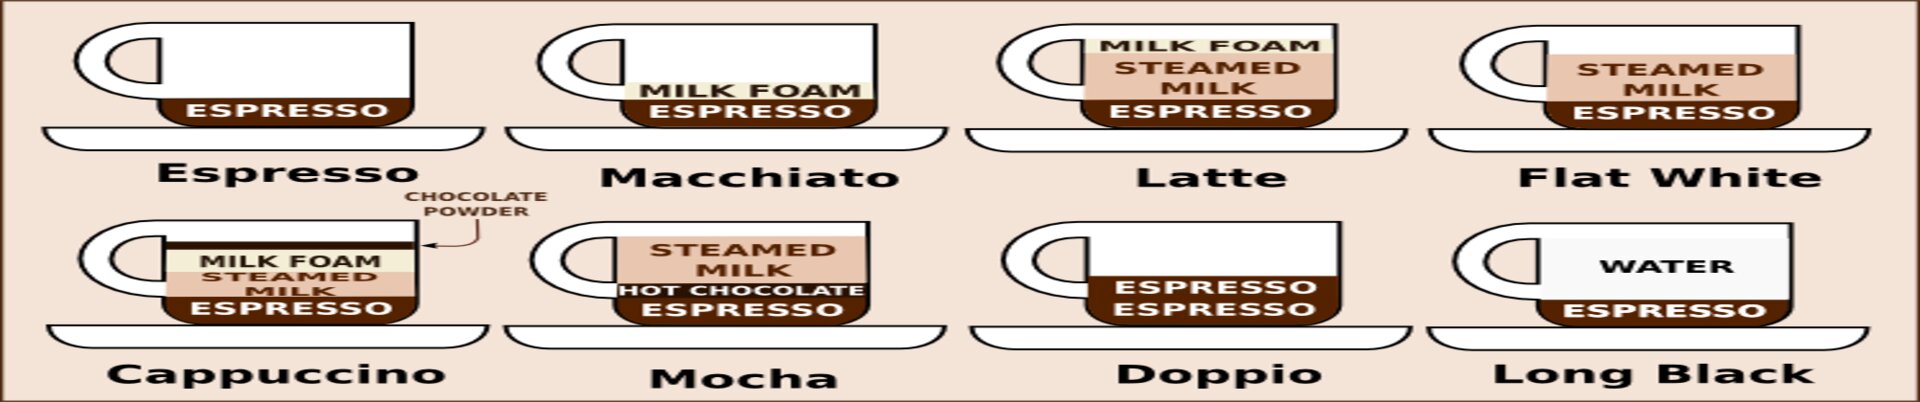 ESPRESSO
Espresso
MILK FOAM
ESPRESSO
Macchiato
MILK FOAM
STEAMED
MILK
ESPRESSO
Latte
STEAMED
MILK
ESPRESSO
Flat White
CHOCOLATE
POWDER
MILK FOAM
STEAMED
MILK
ESPRESSO
Cappuccino
STEAMED
MILK
HOT CHOCOLATE
ESPRESSO
Mocha
ESPRESSO
ESPRESSO
Doppio
WATER
ESPRESSO
Long Black